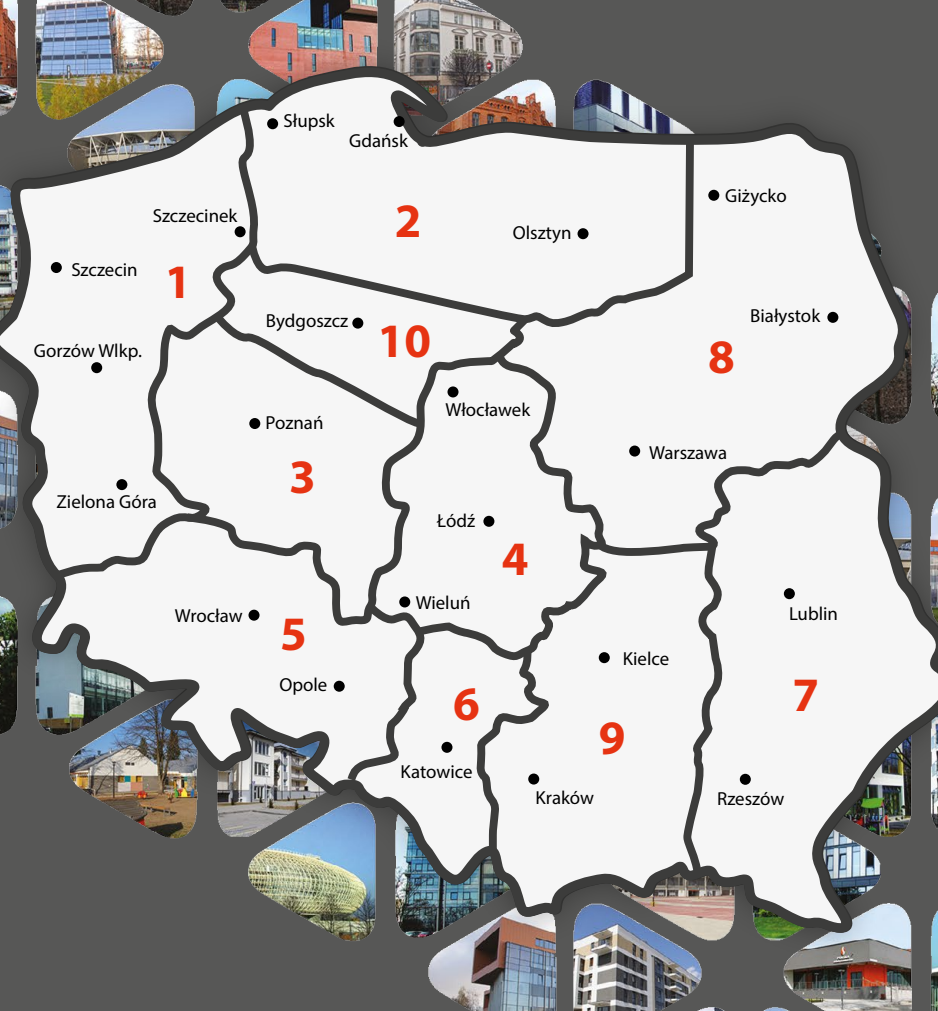 Słupsk
Gdańsk
Giżycko
Szczecinek
2
Olsztyn
Szczecin
1
Białystok
Bydgoszcz
10
8
Gorzów Wlkp.
Włocławek
Poznań
Warszawa
3
Zielona Góra
Łódź
4
Wieluń
Lublin
Wrocław
5
Kielce
Opole
6
7
9
Katowice
Kraków
Rzeszów